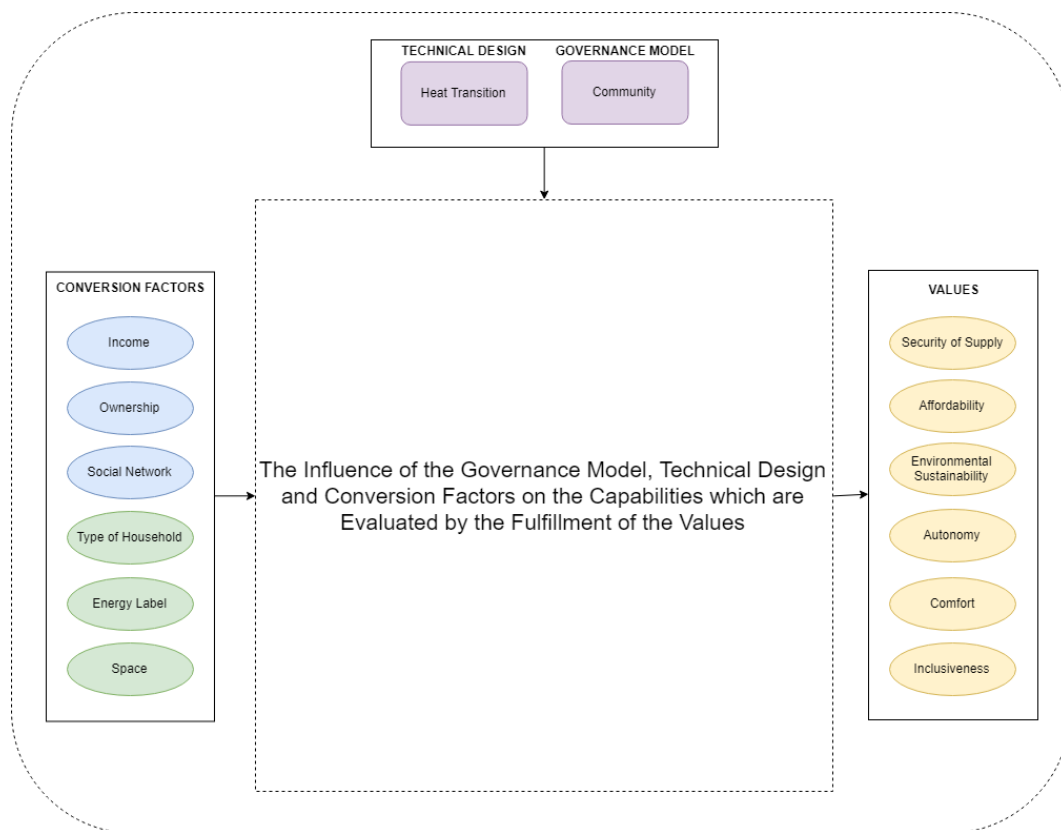 TECHNICAL DESIGN
GOVERNANCE MODEL
Heat Transition
Community
CONVERSION FACTORS
Income
Ownership
Social Network
Type of Household
Energy Label
Space
The Influence of the Governance Model, Technical Design
and Conversion Factors on the Capabilities which are
Evaluated by the Fulfillment of the Values
VALUES
Security of Supply
Affordability
Environmental
Sustainability
Autonomy
Comfort
Inclusiveness